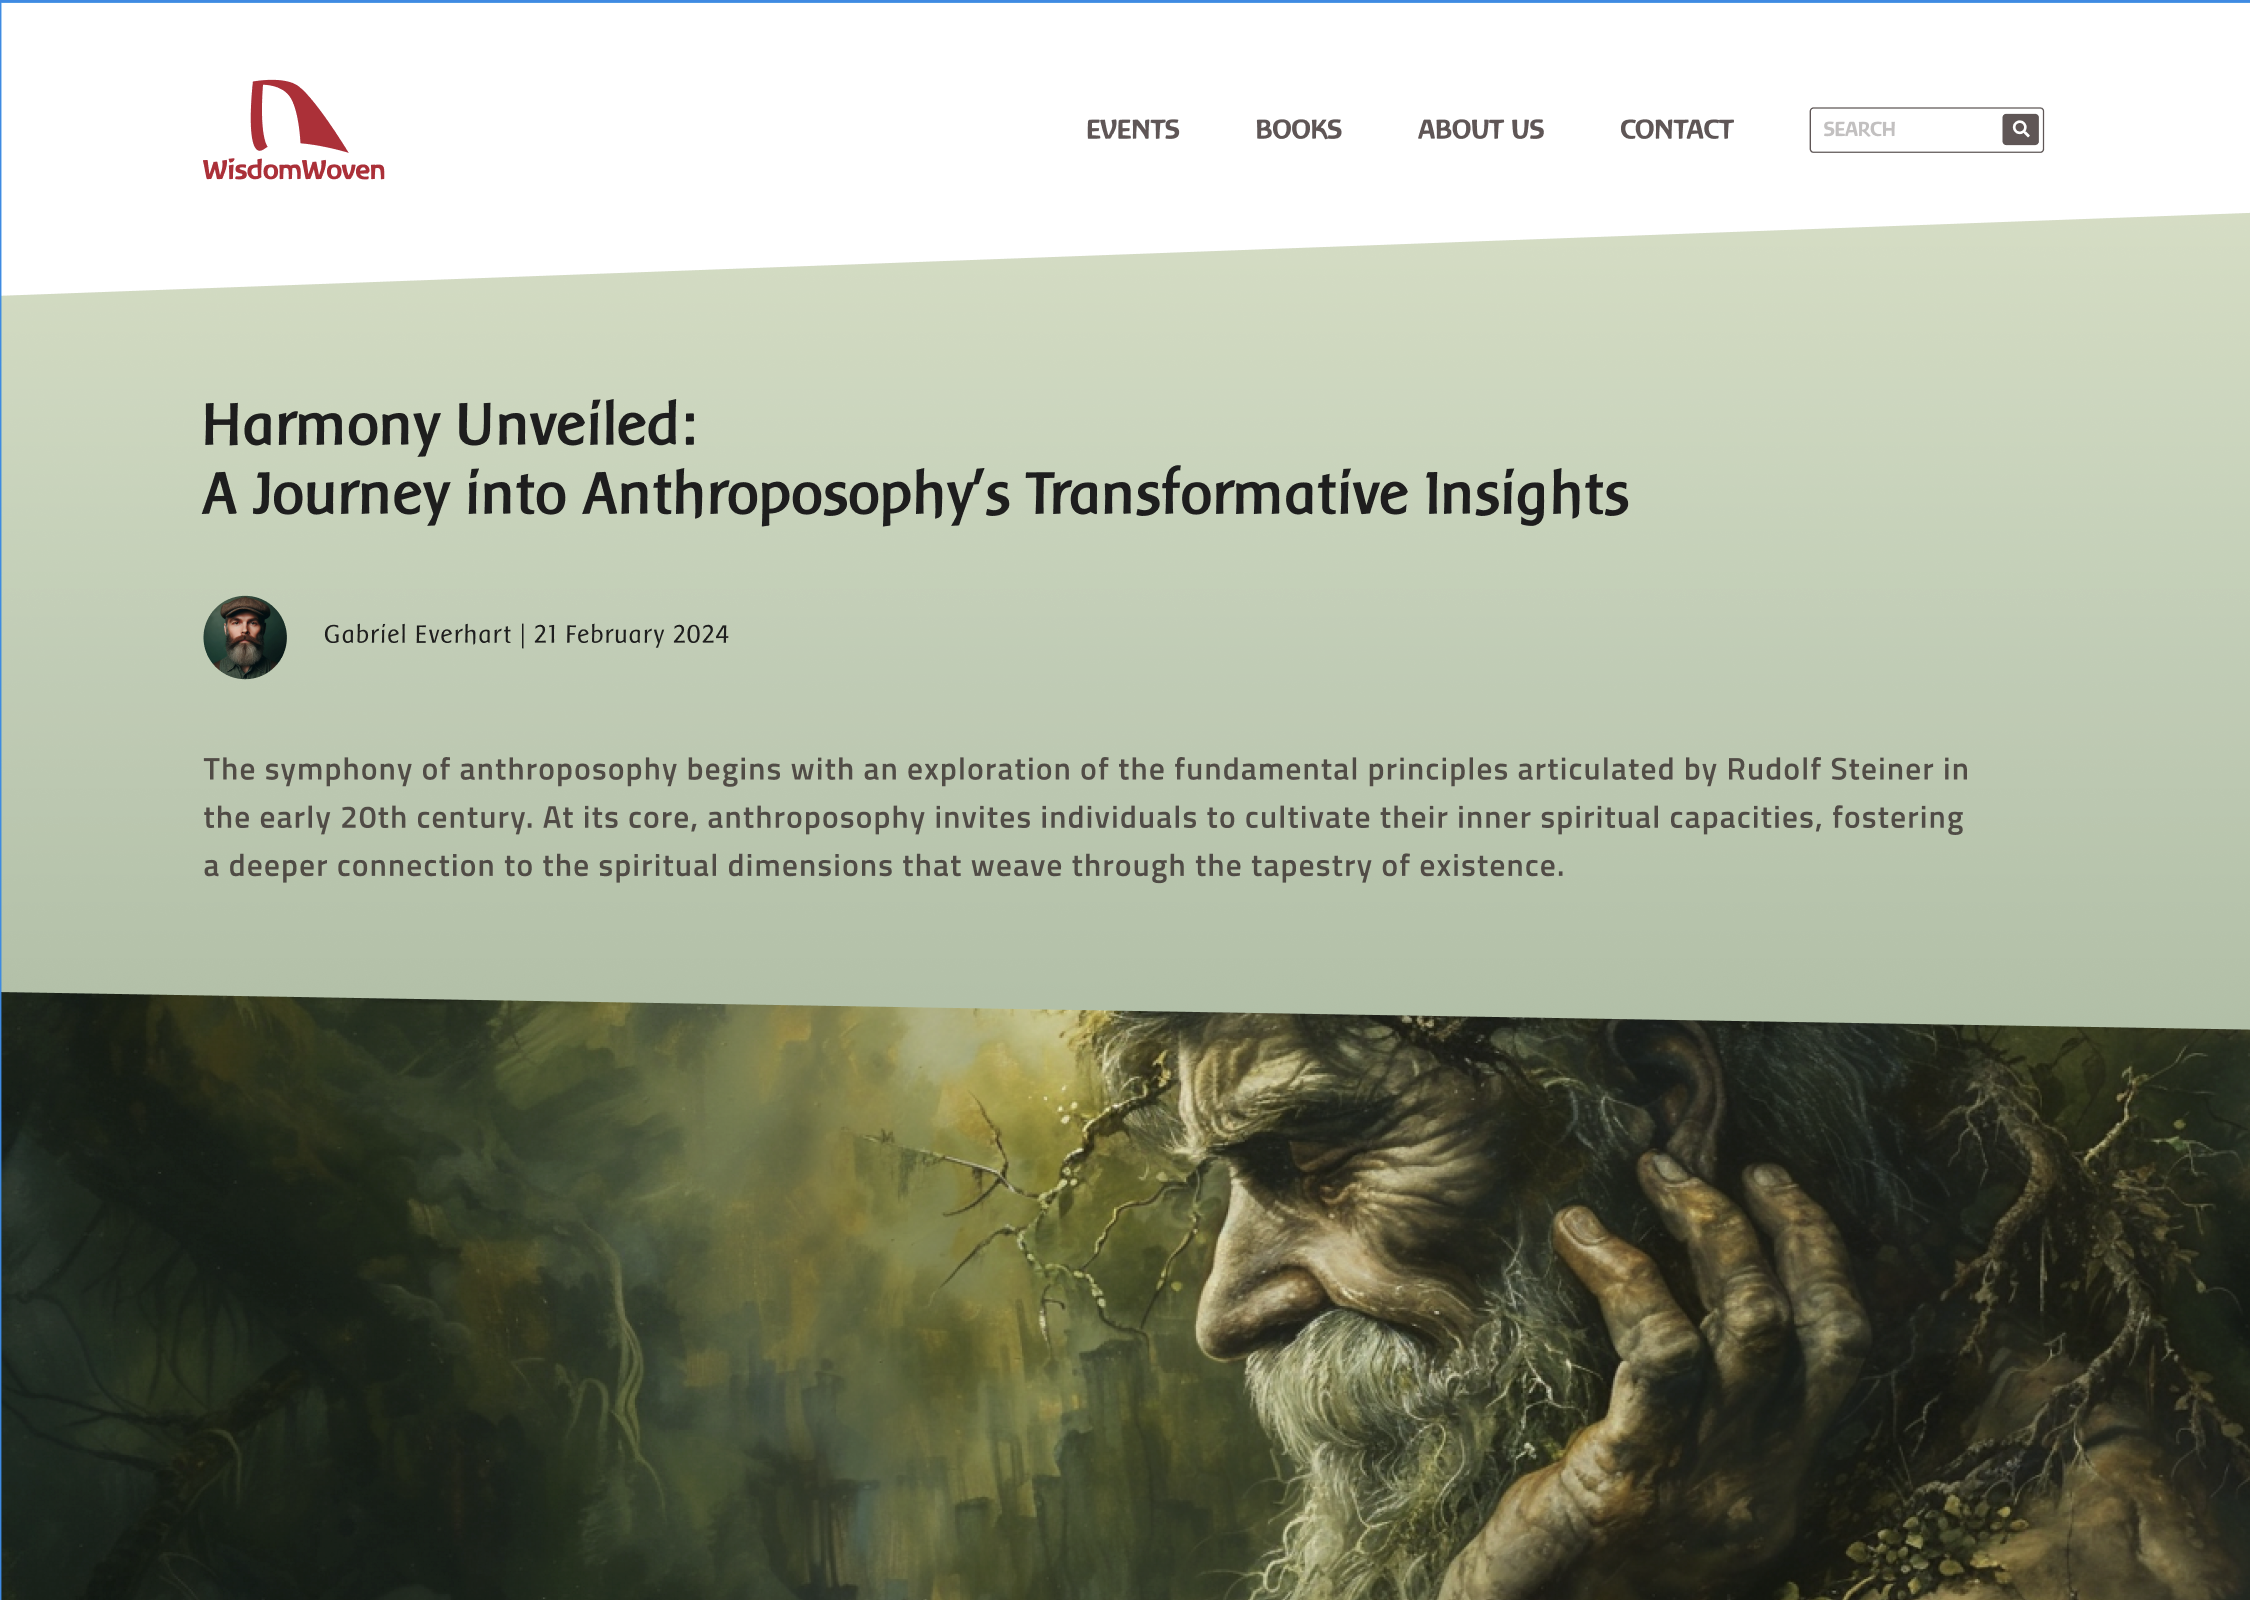 WisdomWoven
EVENTS
BOOKS
ABOUT US
CONTACT
SEARCH
Harmony Unveiled:
A Journey into Anthroposophy’s Transformative Insights
Gabriel Everhart | 21 February 2024
The symphony of anthroposophy begins with an exploration of the fundamental principles articulated by Rudolf Steiner in
the early 20th century. At its core, anthroposophy invites individuals to cultivate their inner spiritual capacities, fostering
a deeper connection to the spiritual dimensions that weave through the tapestry of existence.